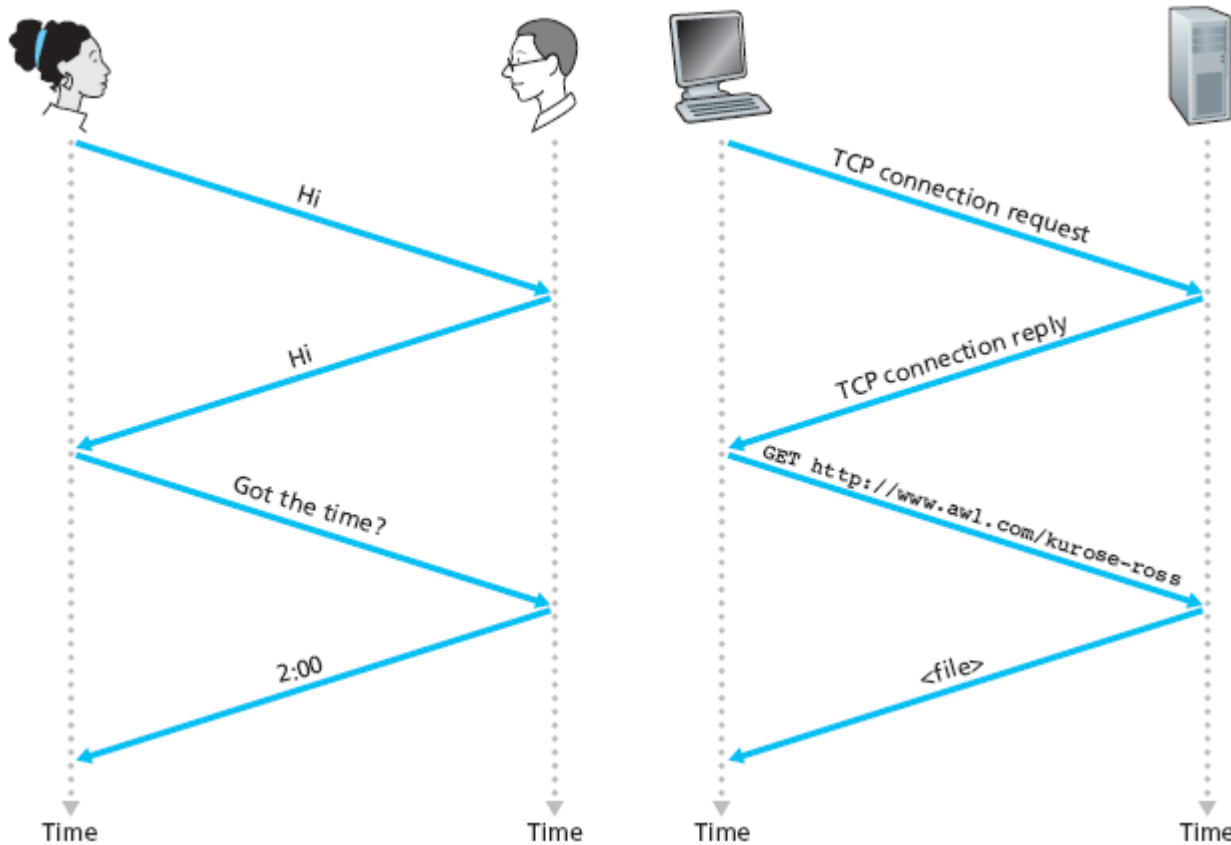 Hi
Hi
Got the time?
2:00
Time
Time
TCP connection request
TCP connection reply
GET http://www.awl.com/kurose-ross
<file>
Time
Time